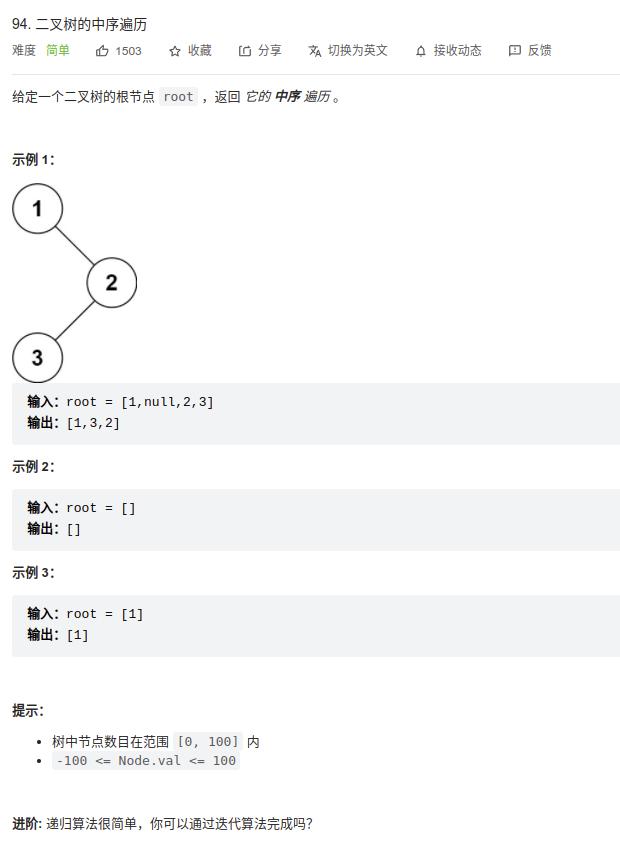 94. 二叉树的中序遍历
难度 简单 1503 收藏 分享 切换为英文 接收动态 反馈
给定一个二叉树的根节点 root ，返回 它的 中序 遍历 。
示例 1：
1
2
3
输入：root = [1,null,2,3]
输出：[1,3,2]
示例 2：
输入：root = []
输出：[]
示例 3：
输入：root = [1]
输出：[1]
提示：
• 树中节点数目在范围 [0, 100] 内
• -100 <= Node.val <= 100
进阶: 递归算法很简单，你可以通过迭代算法完成吗？